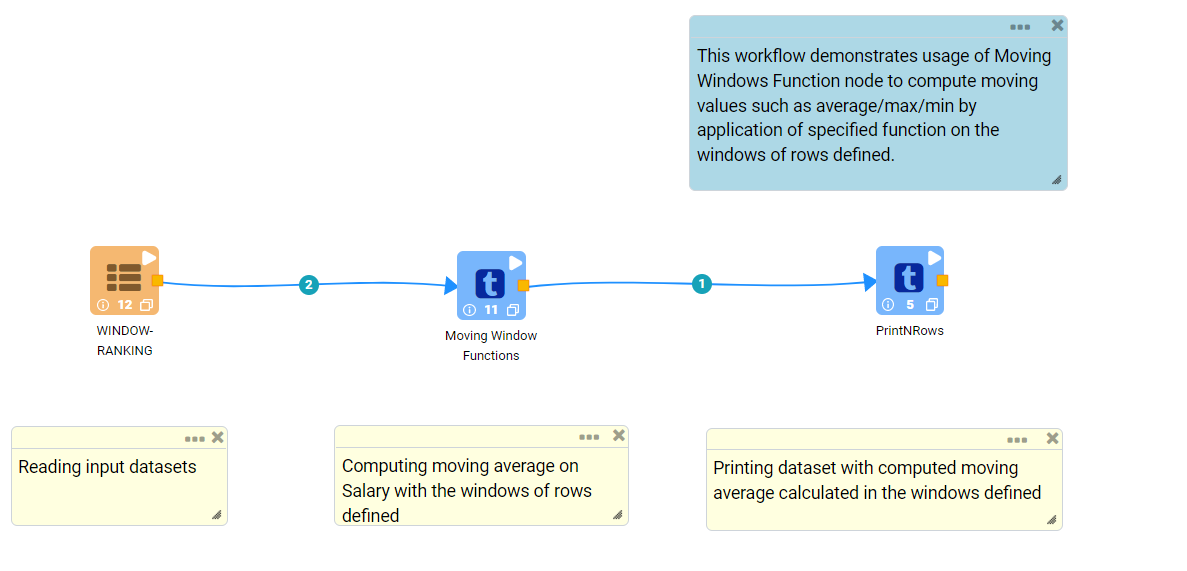 This workflow demonstrates usage of Moving
Windows Function node to compute moving
values such as average/max/min by
application of specified function on the
windows of rows defined.
12
WINDOW-
RANKING
2
t
11
Moving Window
Functions
1
t
5
PrintNRows
Reading input datasets
Computing moving average on
Salary with the windows of rows
defined
Printing dataset with computed moving
average calculated in the windows defined